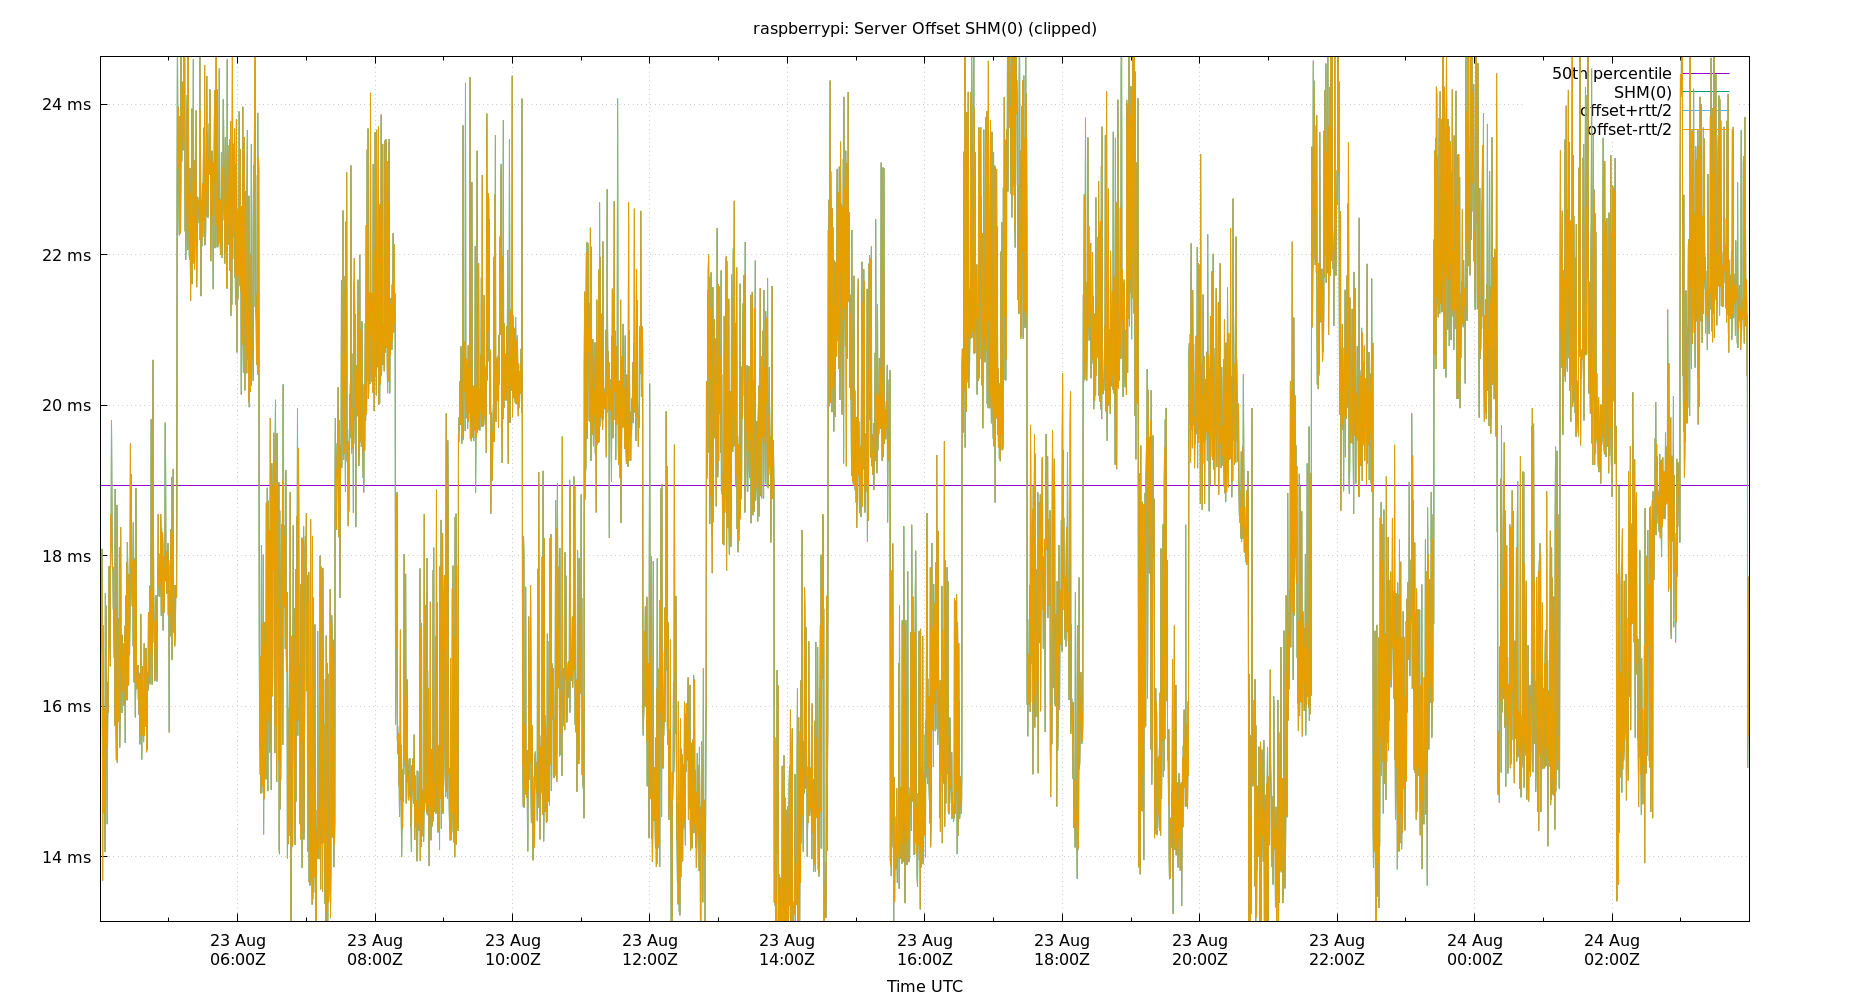 raspberrypi: Server Offset SHM(0) (clipped)
50th percentile
SHM(0)
offset+rtt/2
offset-rtt/2
24 ms
22 ms
20 ms
18 ms
16 ms
14 ms
23 Aug 23 Aug 23 Aug 23 Aug 23 Aug 23 Aug 23 Aug 23 Aug 23 Aug 24 Aug 24 Aug
06:00Z 08:00Z 10:00Z 12:00Z 14:00Z 16:00Z 18:00Z 20:00Z 22:00Z 00:00Z 02:00Z
Time UTC